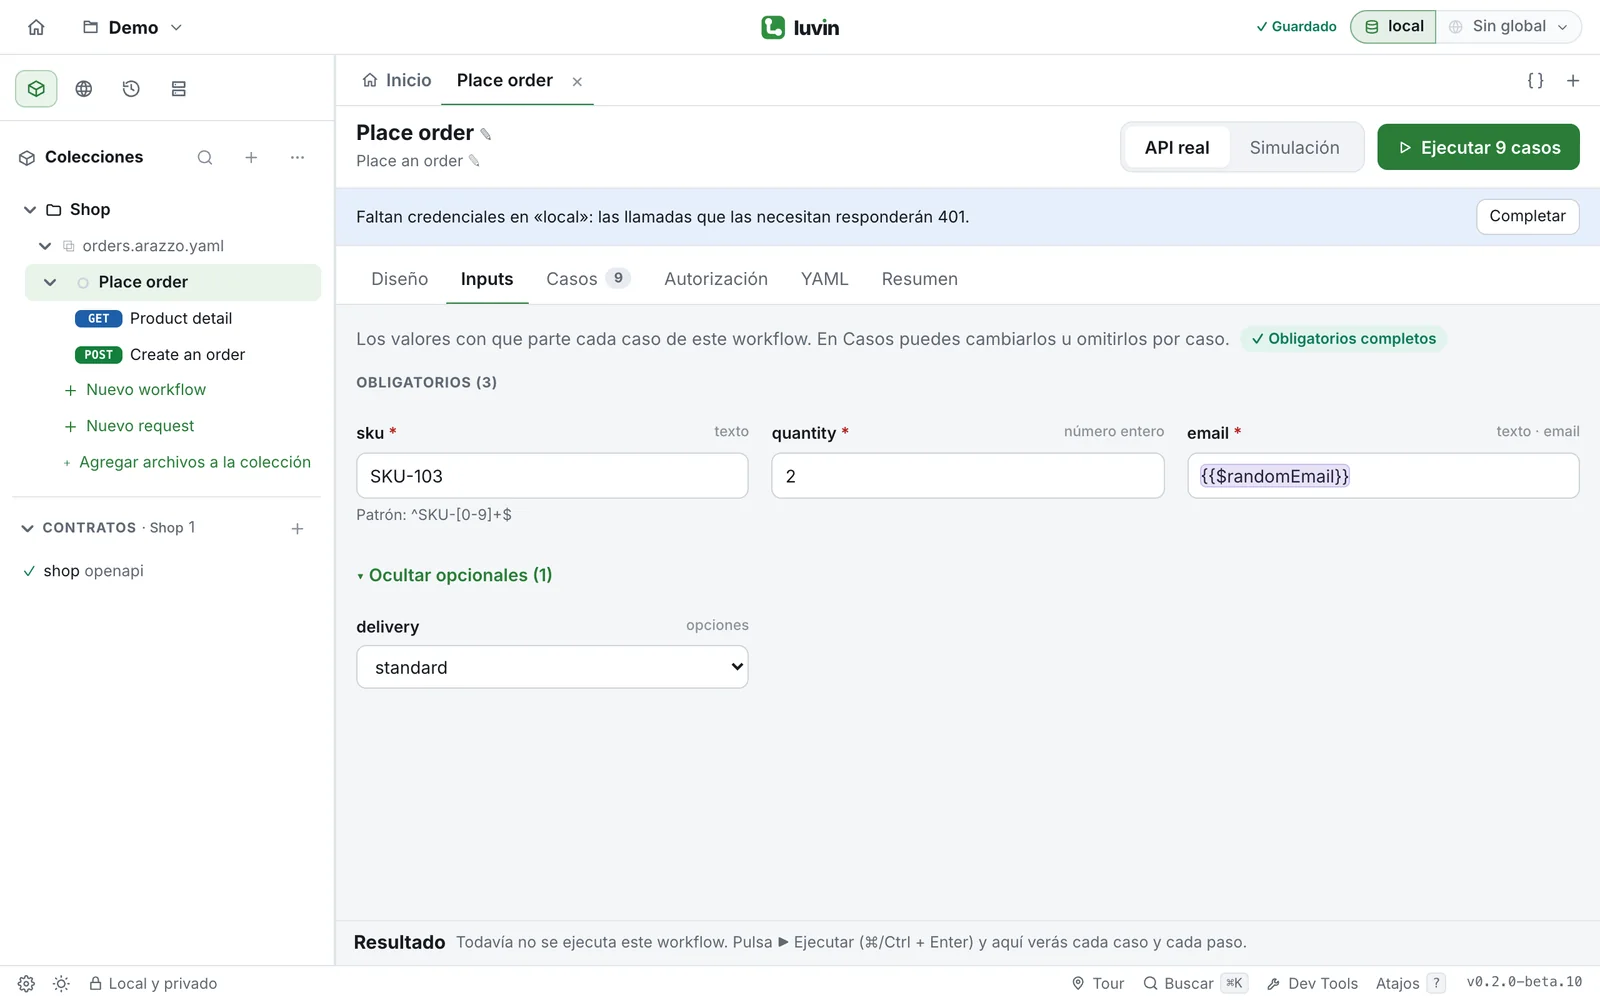 Demo
luvin
Guardado
local
Sin global
Inicio
Place order
{ }
Colecciones
Shop
orders.arazzo.yaml
Place order
GET Product detail
POST Create an order
+ Nuevo workflow
+ Nuevo request
+ Agregar archivos a la colección
CONTRATOS · Shop 1
shop openapi
Place order
Place an order
API real
Simulación
Ejecutar 9 casos
Faltan credenciales en «local»: las llamadas que las necesitan responderán 401.
Completar
Diseño
Inputs
Casos 9
Autorización
YAML
Resumen
Los valores con que parte cada caso de este workflow. En Casos puedes cambiarlos u omitirlos por caso.
✓ Obligatorios completos
OBLIGATORIOS (3)
sku * texto
SKU-103
Patrón: ^SKU-[0-9]+$
quantity * número entero
2
email * texto · email
{{$randomEmail}}
▾ Ocultar opcionales (1)
delivery opciones
standard
Resultado Todavía no se ejecuta este workflow. Pulsa ▶ Ejecutar (⌘/Ctrl + Enter) y aquí verás cada caso y cada paso.
Local y privado
Tour
Buscar ⌘K
Dev Tools
Atajos ?
v0.2.0-beta.10